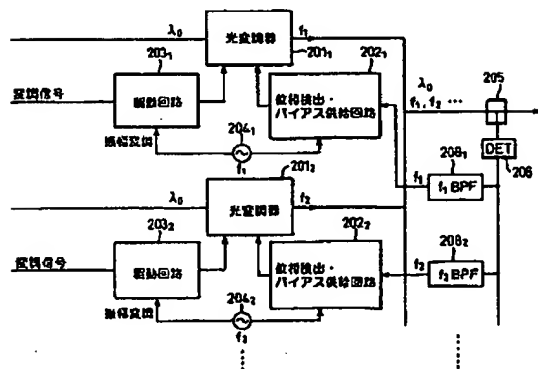 λ₀
203₁
光変調器
f₁
201₁
202₁
変調信号
駆動回路
位相検出・
バイアス供給回路
λ₀
f₁, f₂ …
205
振幅変調
204₁
f₁
DET
206
201₂
f₁
f₁ BPF
208₁
λ₀
光変調器
f₂
203₂
202₂
208₂
変調信号
駆動回路
位相検出・
バイアス供給回路
f₂
f₂ BPF
振幅変調
204₂
f₂